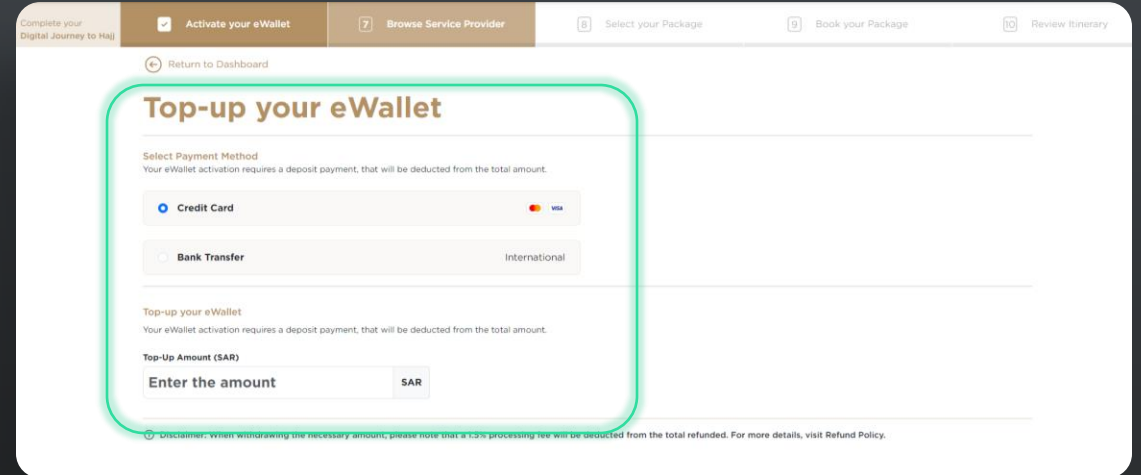 Complete your
Digital Journey to Hajj
Activate your eWallet
7 Browse Service Provider
8 Select your Package
9 Book your Package
10 Review Itinerary
Return to Dashboard
Top-up your eWallet
Select Payment Method
Your eWallet activation requires a deposit payment, that will be deducted from the total amount.
Credit Card VISA
Bank Transfer International
Top-up your eWallet
Your eWallet activation requires a deposit payment, that will be deducted from the total amount.
Top-Up Amount (SAR)
Enter the amount SAR
Disclaimer: When withdrawing the necessary amount, please note that a 1.5% processing fee will be deducted from the total refunded. For more details, visit Refund Policy.